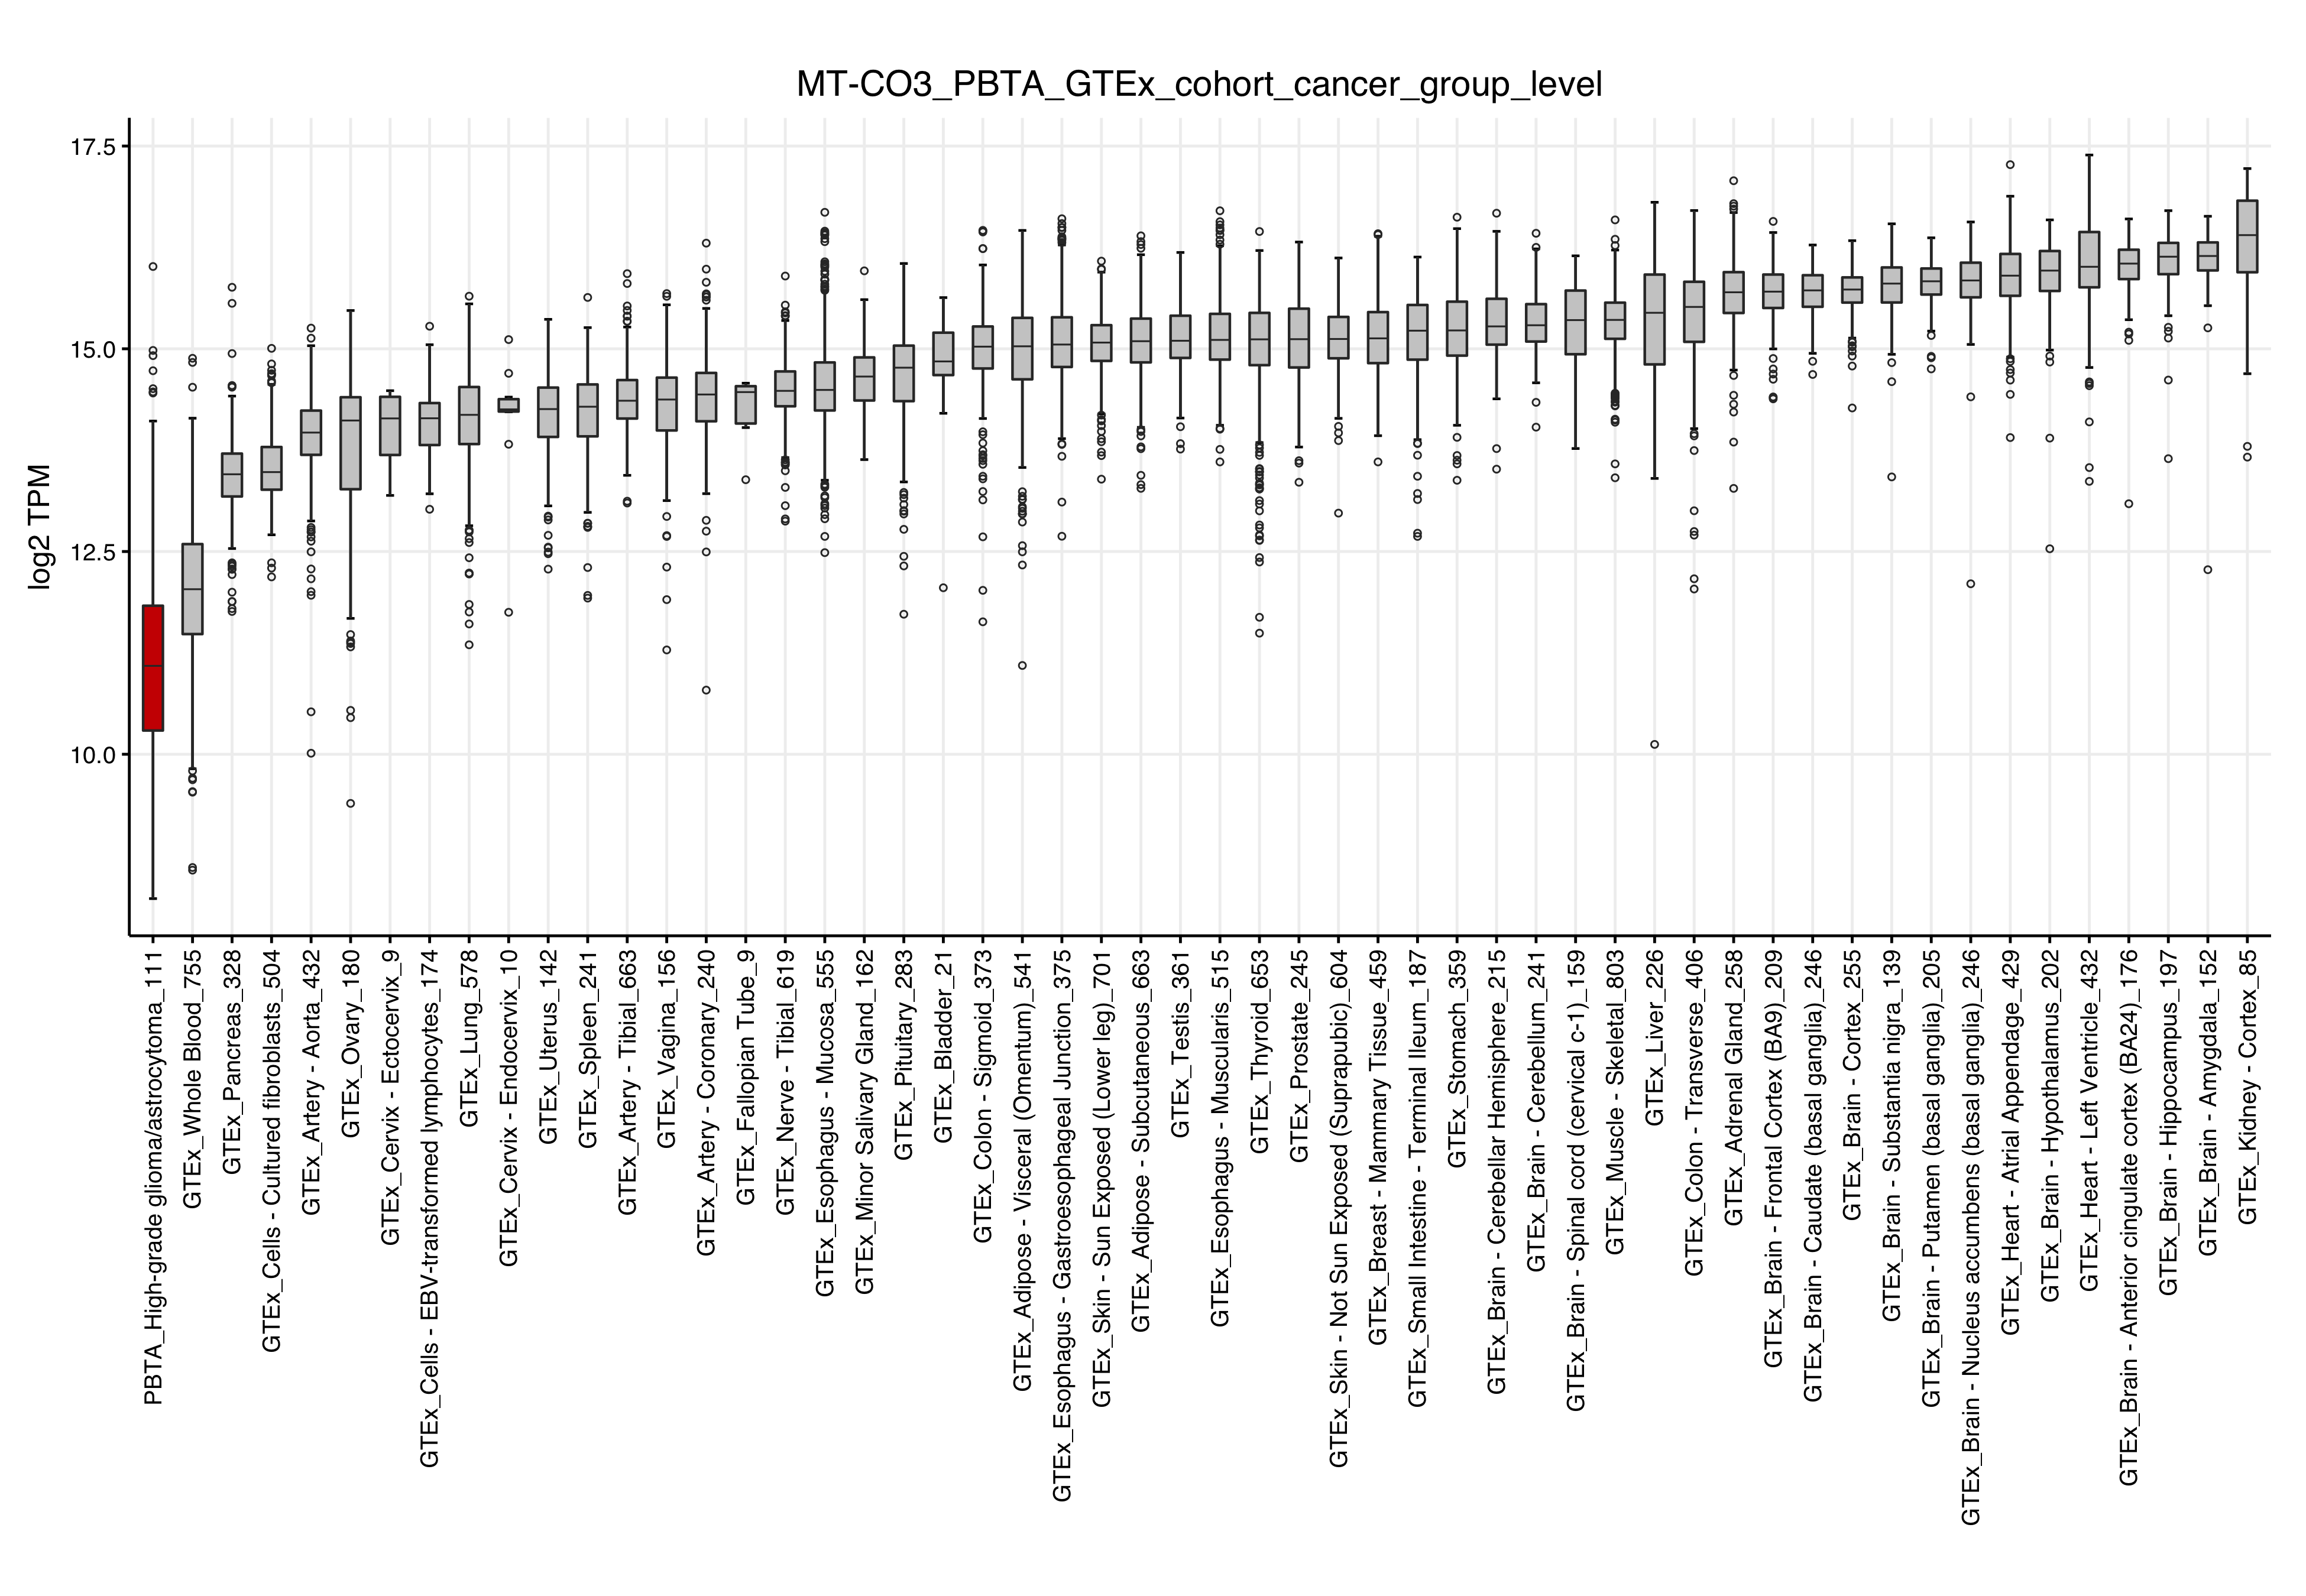 MT-CO3_PBTA_GTEx_cohort_cancer_group_level
17.5
15.0
12.5
10.0
log2 TPM
PBTA_High-grade glioma/astrocytoma_111
GTEx_Whole Blood_755
GTEx_Pancreas_328
GTEx_Cells - Cultured fibroblasts_504
GTEx_Artery - Aorta_432
GTEx_Ovary_180
GTEx_Cervix - Ectocervix_9
GTEx_Cells - EBV-transformed lymphocytes_174
GTEx_Lung_578
GTEx_Cervix - Endocervix_10
GTEx_Uterus_142
GTEx_Spleen_241
GTEx_Artery - Tibial_663
GTEx_Vagina_156
GTEx_Artery - Coronary_240
GTEx_Fallopian Tube_9
GTEx_Nerve - Tibial_619
GTEx_Esophagus - Mucosa_555
GTEx_Minor Salivary Gland_162
GTEx_Pituitary_283
GTEx_Bladder_21
GTEx_Colon - Sigmoid_373
GTEx_Adipose - Visceral (Omentum)_541
GTEx_Esophagus - Gastroesophageal Junction_375
GTEx_Skin - Sun Exposed (Lower leg)_701
GTEx_Adipose - Subcutaneous_663
GTEx_Testis_361
GTEx_Esophagus - Muscularis_515
GTEx_Thyroid_653
GTEx_Prostate_245
GTEx_Skin - Not Sun Exposed (Suprapubic)_604
GTEx_Breast - Mammary Tissue_459
GTEx_Small Intestine - Terminal Ileum_187
GTEx_Stomach_359
GTEx_Brain - Cerebellar Hemisphere_215
GTEx_Brain - Cerebellum_241
GTEx_Brain - Spinal cord (cervical c-1)_159
GTEx_Muscle - Skeletal_803
GTEx_Liver_226
GTEx_Colon - Transverse_406
GTEx_Adrenal Gland_258
GTEx_Brain - Frontal Cortex (BA9)_209
GTEx_Brain - Caudate (basal ganglia)_246
GTEx_Brain - Cortex_255
GTEx_Brain - Substantia nigra_139
GTEx_Brain - Putamen (basal ganglia)_205
GTEx_Brain - Nucleus accumbens (basal ganglia)_246
GTEx_Heart - Atrial Appendage_429
GTEx_Brain - Hypothalamus_202
GTEx_Heart - Left Ventricle_432
GTEx_Brain - Anterior cingulate cortex (BA24)_176
GTEx_Brain - Hippocampus_197
GTEx_Brain - Amygdala_152
GTEx_Kidney - Cortex_85